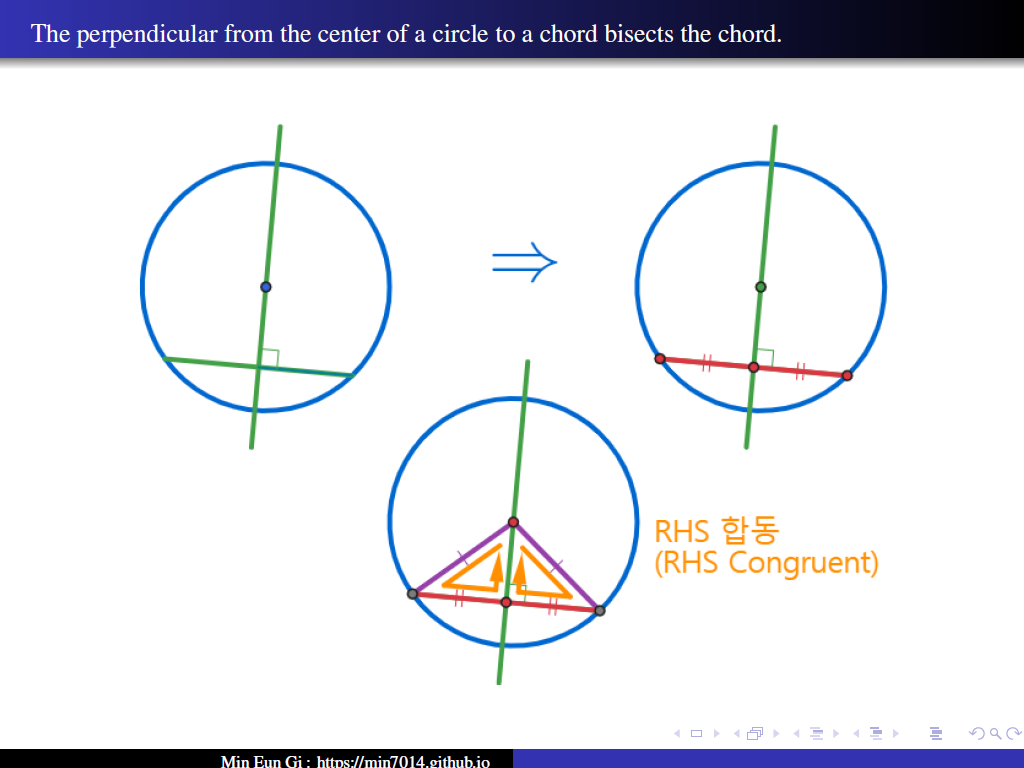 The perpendicular from the center of a circle to a chord bisects the chord.
⇒
RHS 합동
(RHS Congruent)
Min Eun Gi : https://min7014.github.io